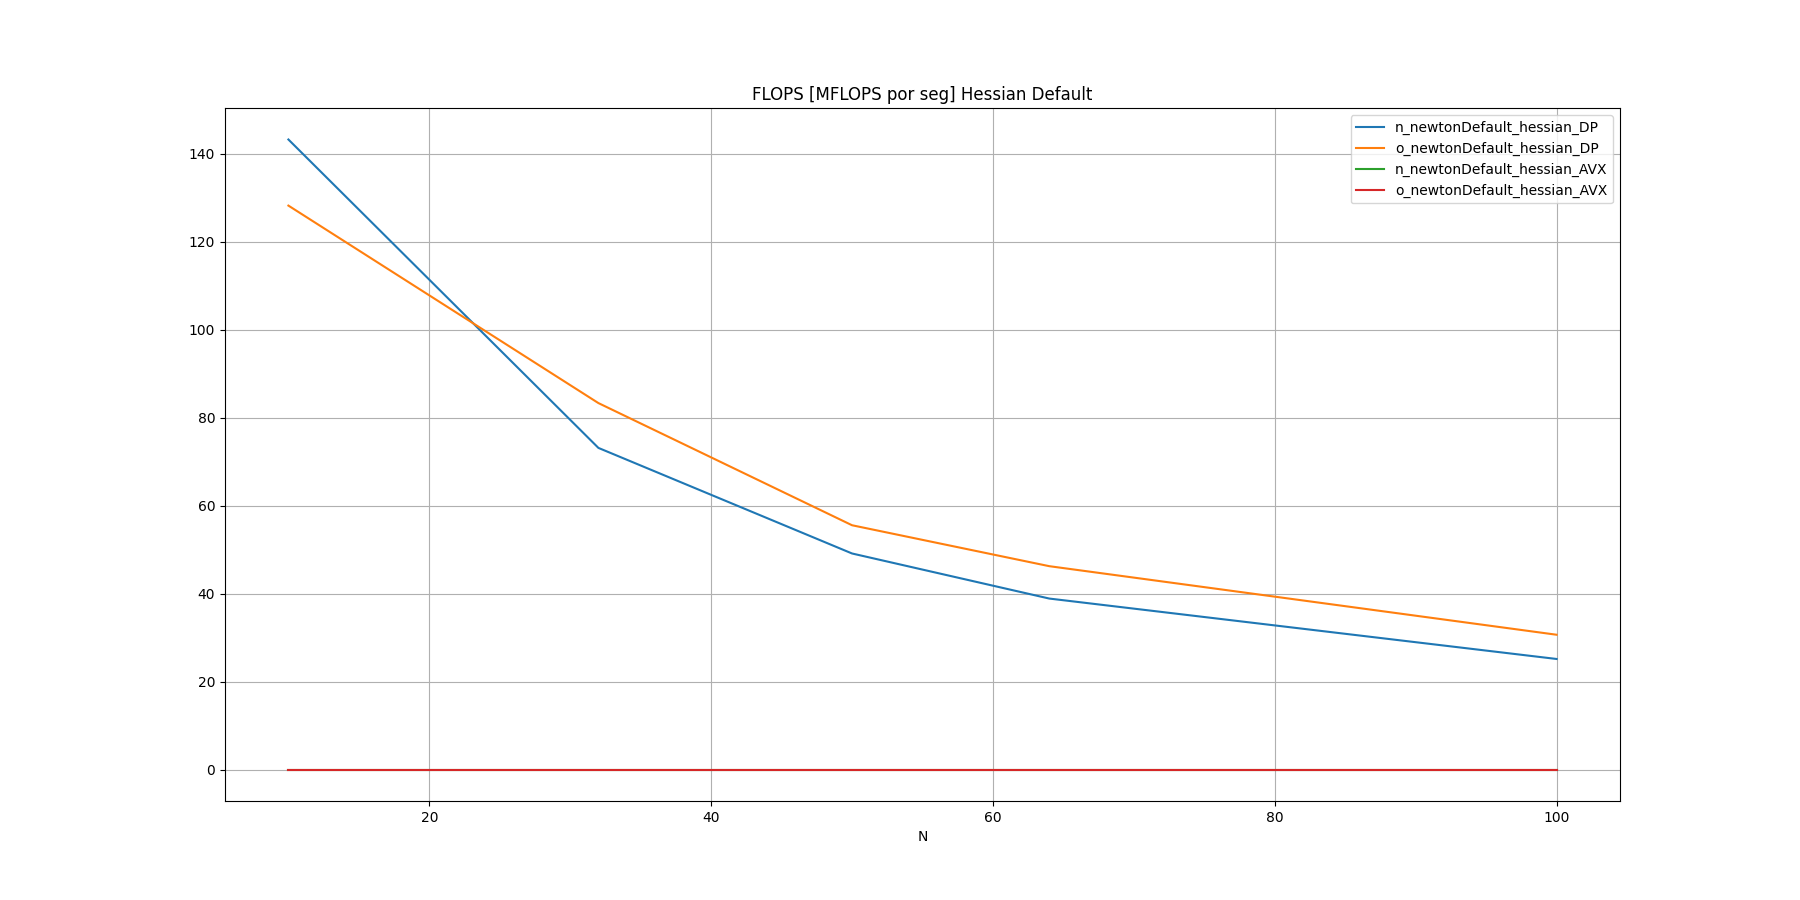 FLOPS [MFLOPS por seg] Hessian Default
n_newtonDefault_hessian_DP
o_newtonDefault_hessian_DP
n_newtonDefault_hessian_AVX
o_newtonDefault_hessian_AVX
140
120
100
80
60
40
20
0
20 40 60 80 100
N